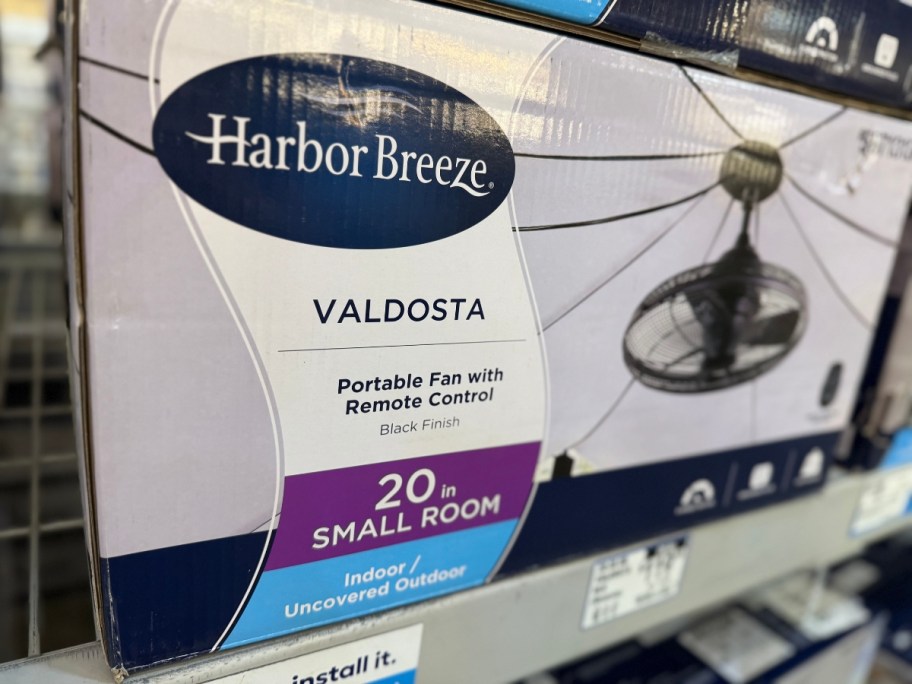 Harbor Breeze
VALDOSTA
Portable Fan with
Remote Control
Black Finish
20 in
SMALL ROOM
Indoor /
Uncovered Outdoor
install it.